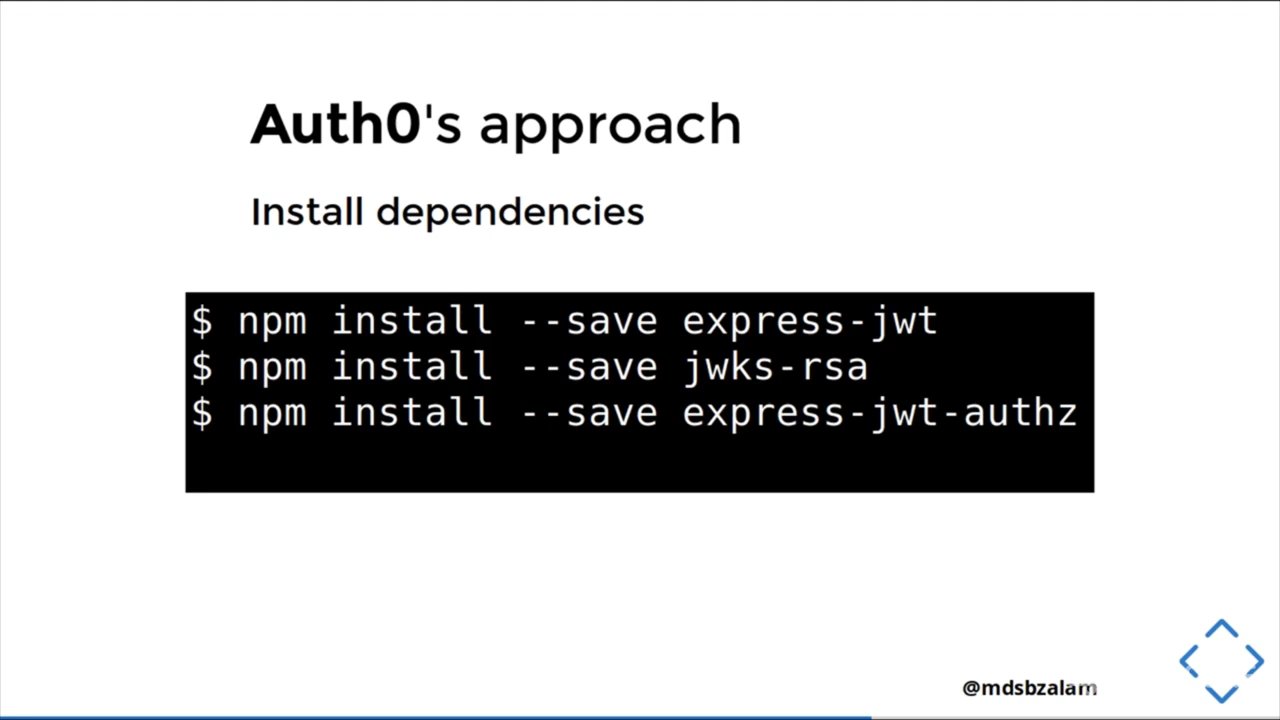 Auth0's approach
Install dependencies
$ npm install --save express-jwt
$ npm install --save jwks-rsa
$ npm install --save express-jwt-authz
@mdsbzalam